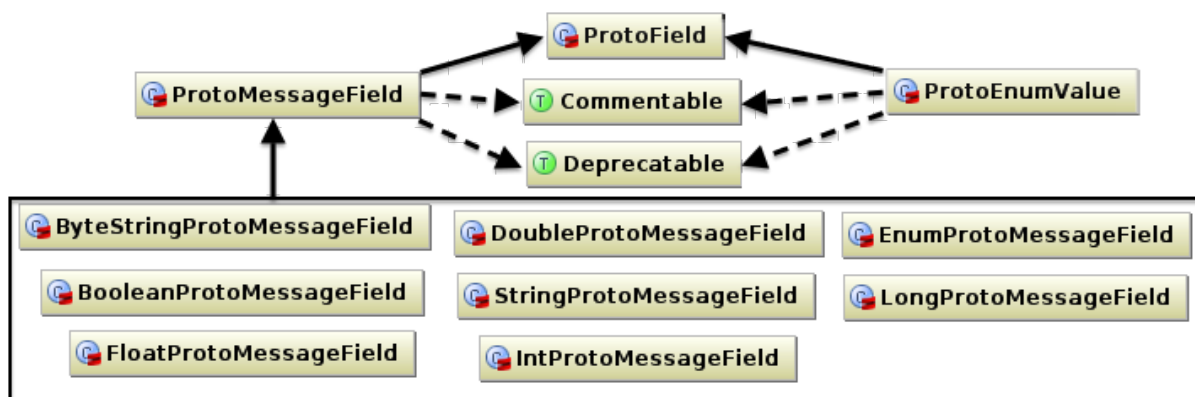 ProtoField
ProtoMessageField
Commentable
ProtoEnumValue
Deprecatable
ByteStringProtoMessageField
DoubleProtoMessageField
EnumProtoMessageField
BooleanProtoMessageField
StringProtoMessageField
LongProtoMessageField
FloatProtoMessageField
IntProtoMessageField